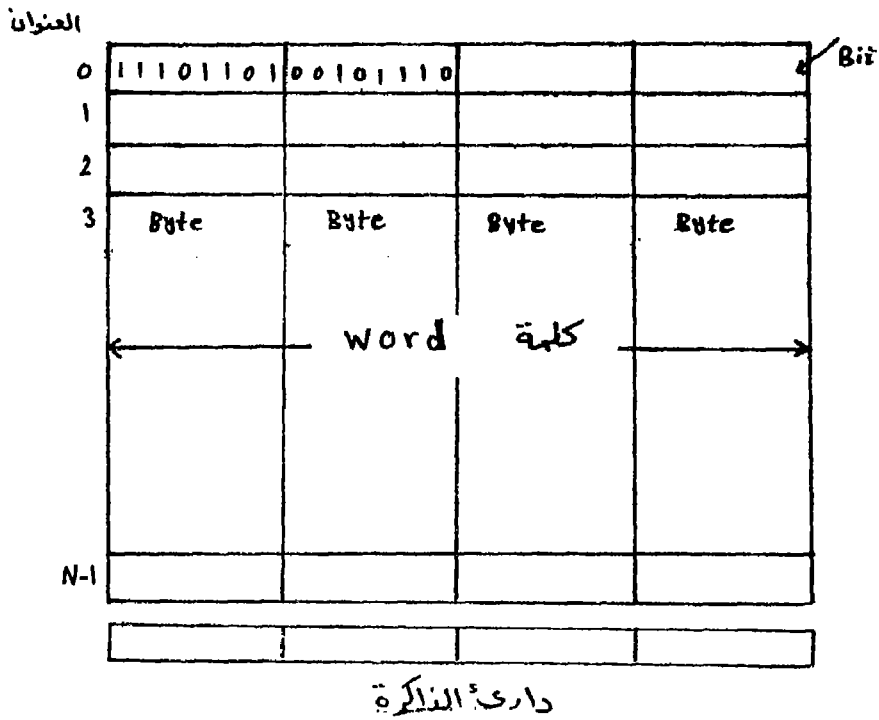 العنوان
0 11101101 00101110 Bit
1
2
3 Byte Byte Byte Byte
word كلمة
N-1
دارئ الذاكرة